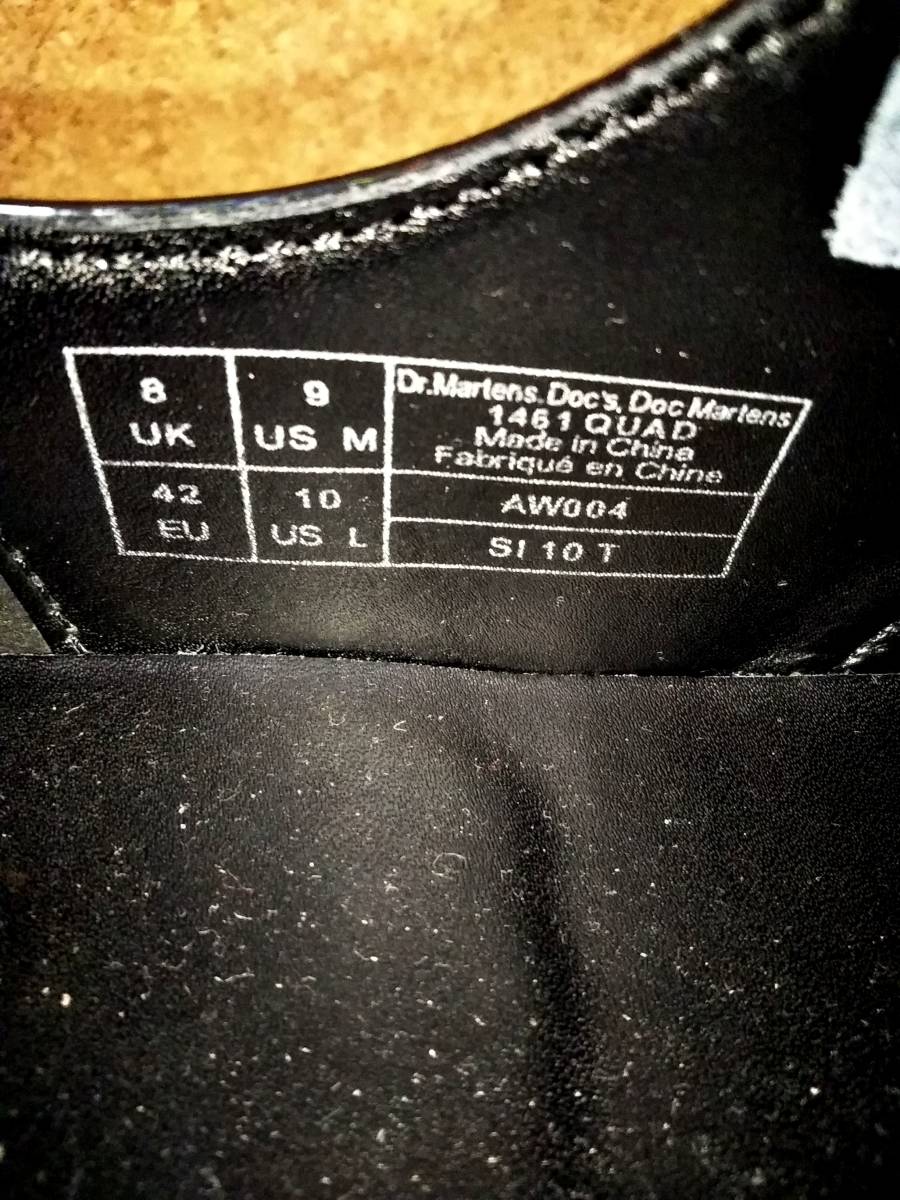 8
UK
9
US M
42
EU
10
US L
Dr.Martens. Doc's. Doc Martens
1461 QUAD
Made in China
Fabriqué en Chine
AW004
SI 10 T